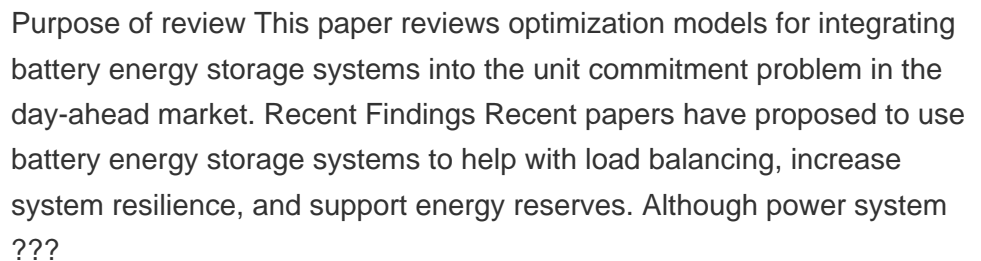 Purpose of review This paper reviews optimization models for integrating
battery energy storage systems into the unit commitment problem in the
day-ahead market. Recent Findings Recent papers have proposed to use
battery energy storage systems to help with load balancing, increase
system resilience, and support energy reserves. Although power system
???